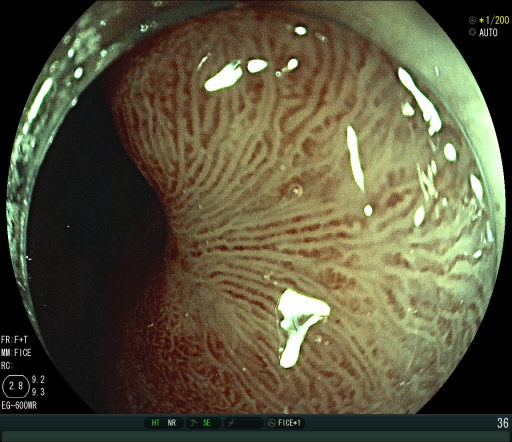 *1/200
AUTO
FR:F+T
MM:FICE
RC:
2.8 9.2
9.3
EG-600WR
HT NR SE FICE*1
36